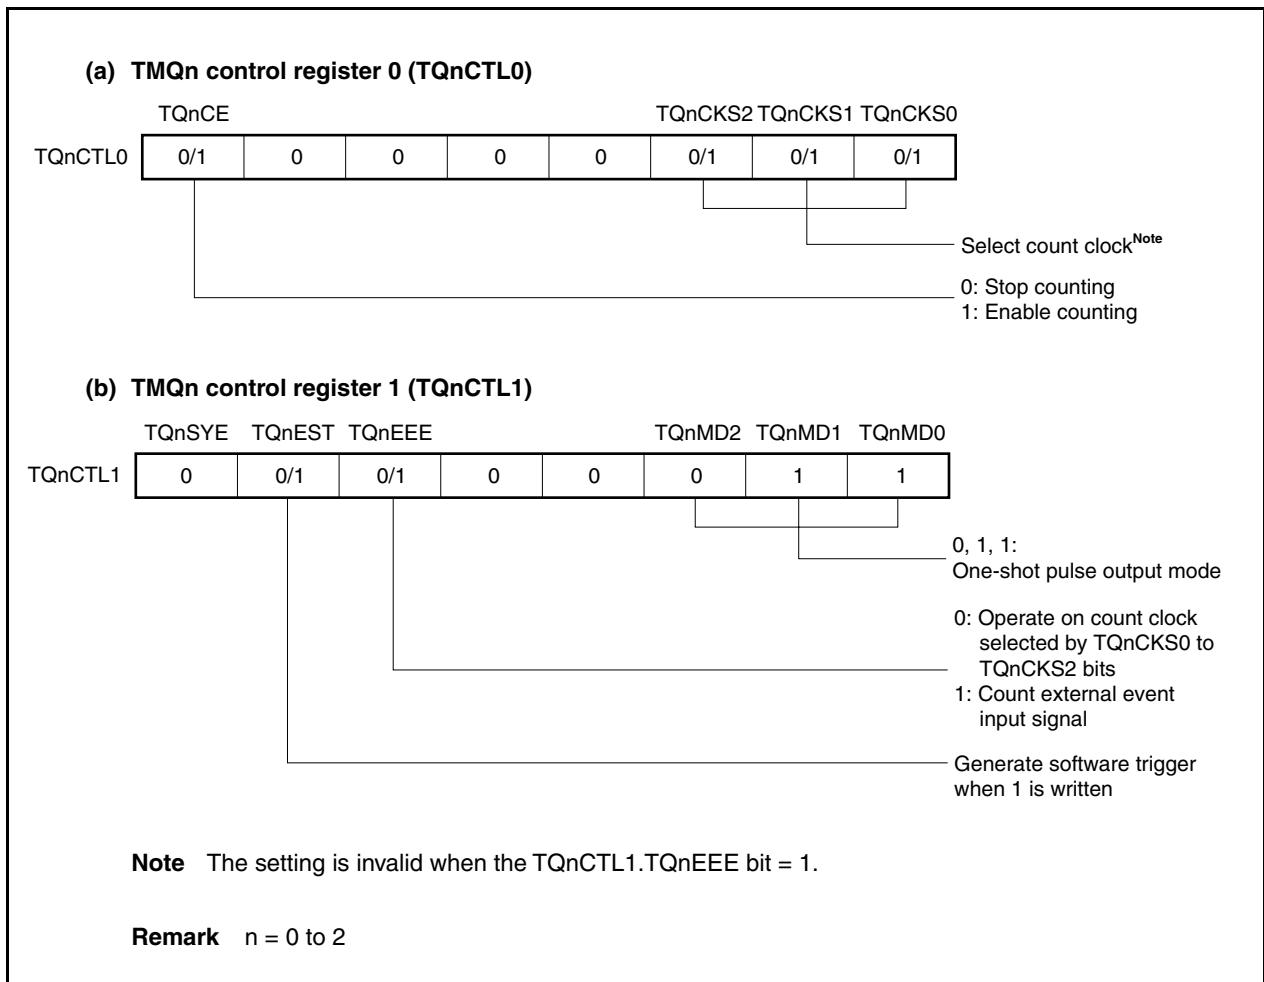 (a) TMQn control register 0 (TQnCTL0)
TQnCE TQnCKS2 TQnCKS1 TQnCKS0
TQnCTL0 0/1 0 0 0 0 0/1 0/1 0/1
Select count clockNote
0: Stop counting
1: Enable counting
(b) TMQn control register 1 (TQnCTL1)
TQnSYE TQnEST TQnEEE TQnMD2 TQnMD1 TQnMD0
TQnCTL1 0 0/1 0/1 0 0 0 1 1
0, 1, 1:
One-shot pulse output mode
0: Operate on count clock
selected by TQnCKS0 to
TQnCKS2 bits
1: Count external event
input signal
Generate software trigger
when 1 is written
Note The setting is invalid when the TQnCTL1.TQnEEE bit = 1.
Remark n = 0 to 2